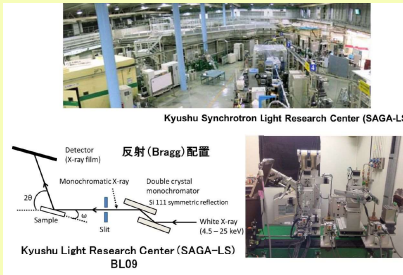 Kyushu Synchrotron Light Research Center (SAGA-LS
Detector
(X-ray film)
反射(Bragg)配置
Monochromatic X-ray
Double crystal
monochromator
Si 111 symmetric reflection
2θ
ω
Sample
Slit
White X-ray
(4.5 – 25 keV)
Kyushu Light Research Center (SAGA-LS)
BL09